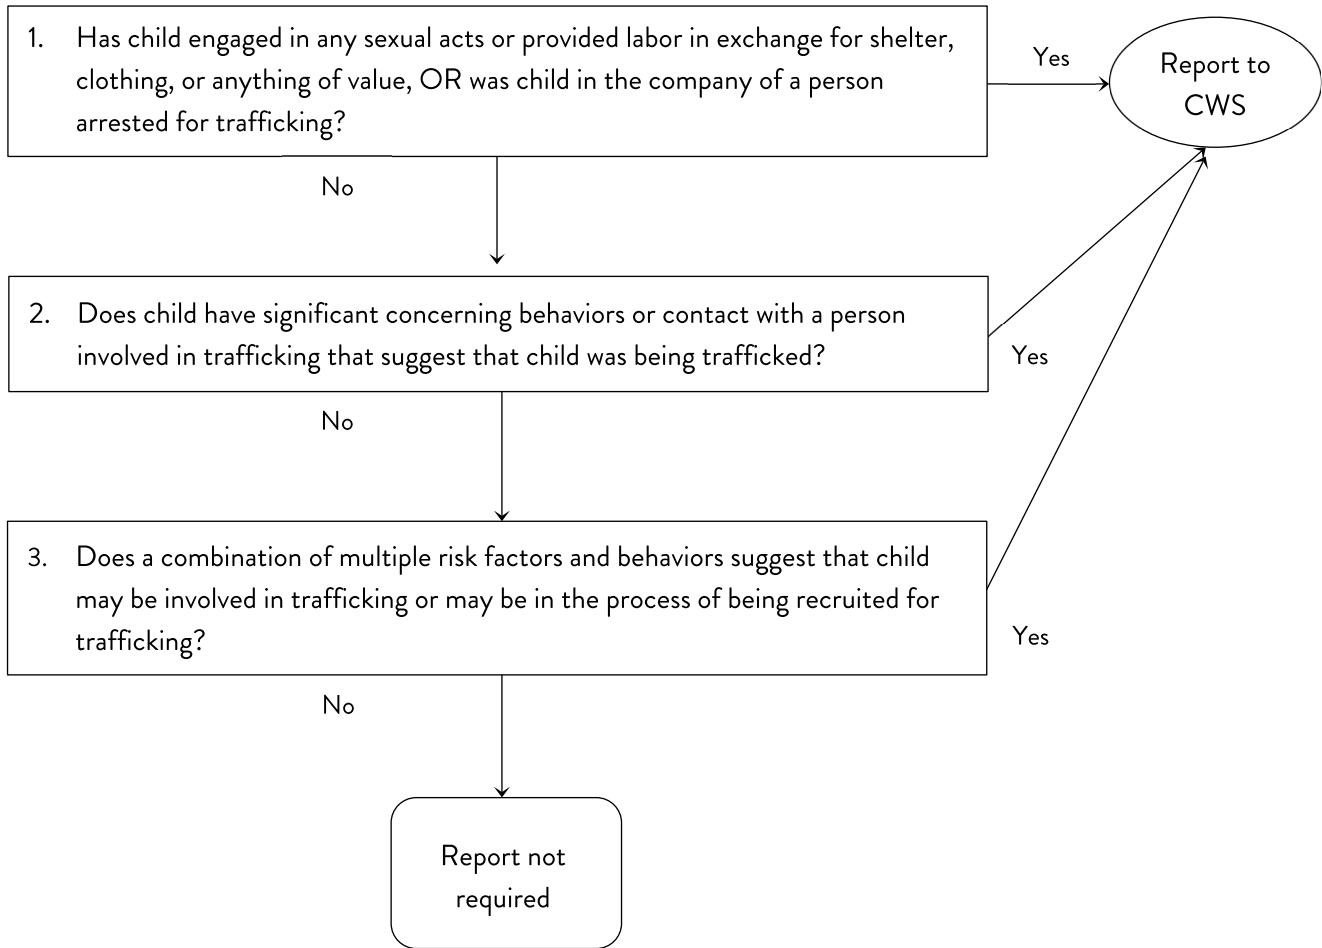 1. Has child engaged in any sexual acts or provided labor in exchange for shelter,
clothing, or anything of value, OR was child in the company of a person
arrested for trafficking?
Yes
Report to
CWS
No
2. Does child have significant concerning behaviors or contact with a person
involved in trafficking that suggest that child was being trafficked?
Yes
No
3. Does a combination of multiple risk factors and behaviors suggest that child
may be involved in trafficking or may be in the process of being recruited for
trafficking?
Yes
No
Report not
required